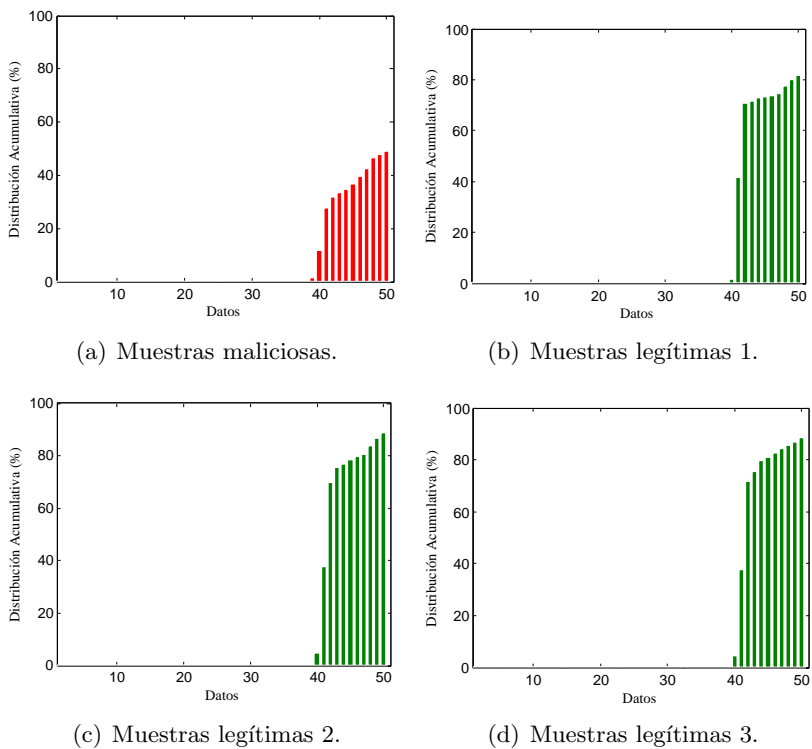 100
80
60
40
20
0
Distribución Acumulativa (%)
10 20 30 40 50
Datos
(a) Muestras maliciosas.
100
80
60
40
20
0
Distribución Acumulativa (%)
10 20 30 40 50
Datos
(b) Muestras legítimas 1.
100
80
60
40
20
0
Distribución Acumulativa (%)
10 20 30 40 50
Datos
(c) Muestras legítimas 2.
100
80
60
40
20
0
Distribución Acumulativa (%)
10 20 30 40 50
Datos
(d) Muestras legítimas 3.